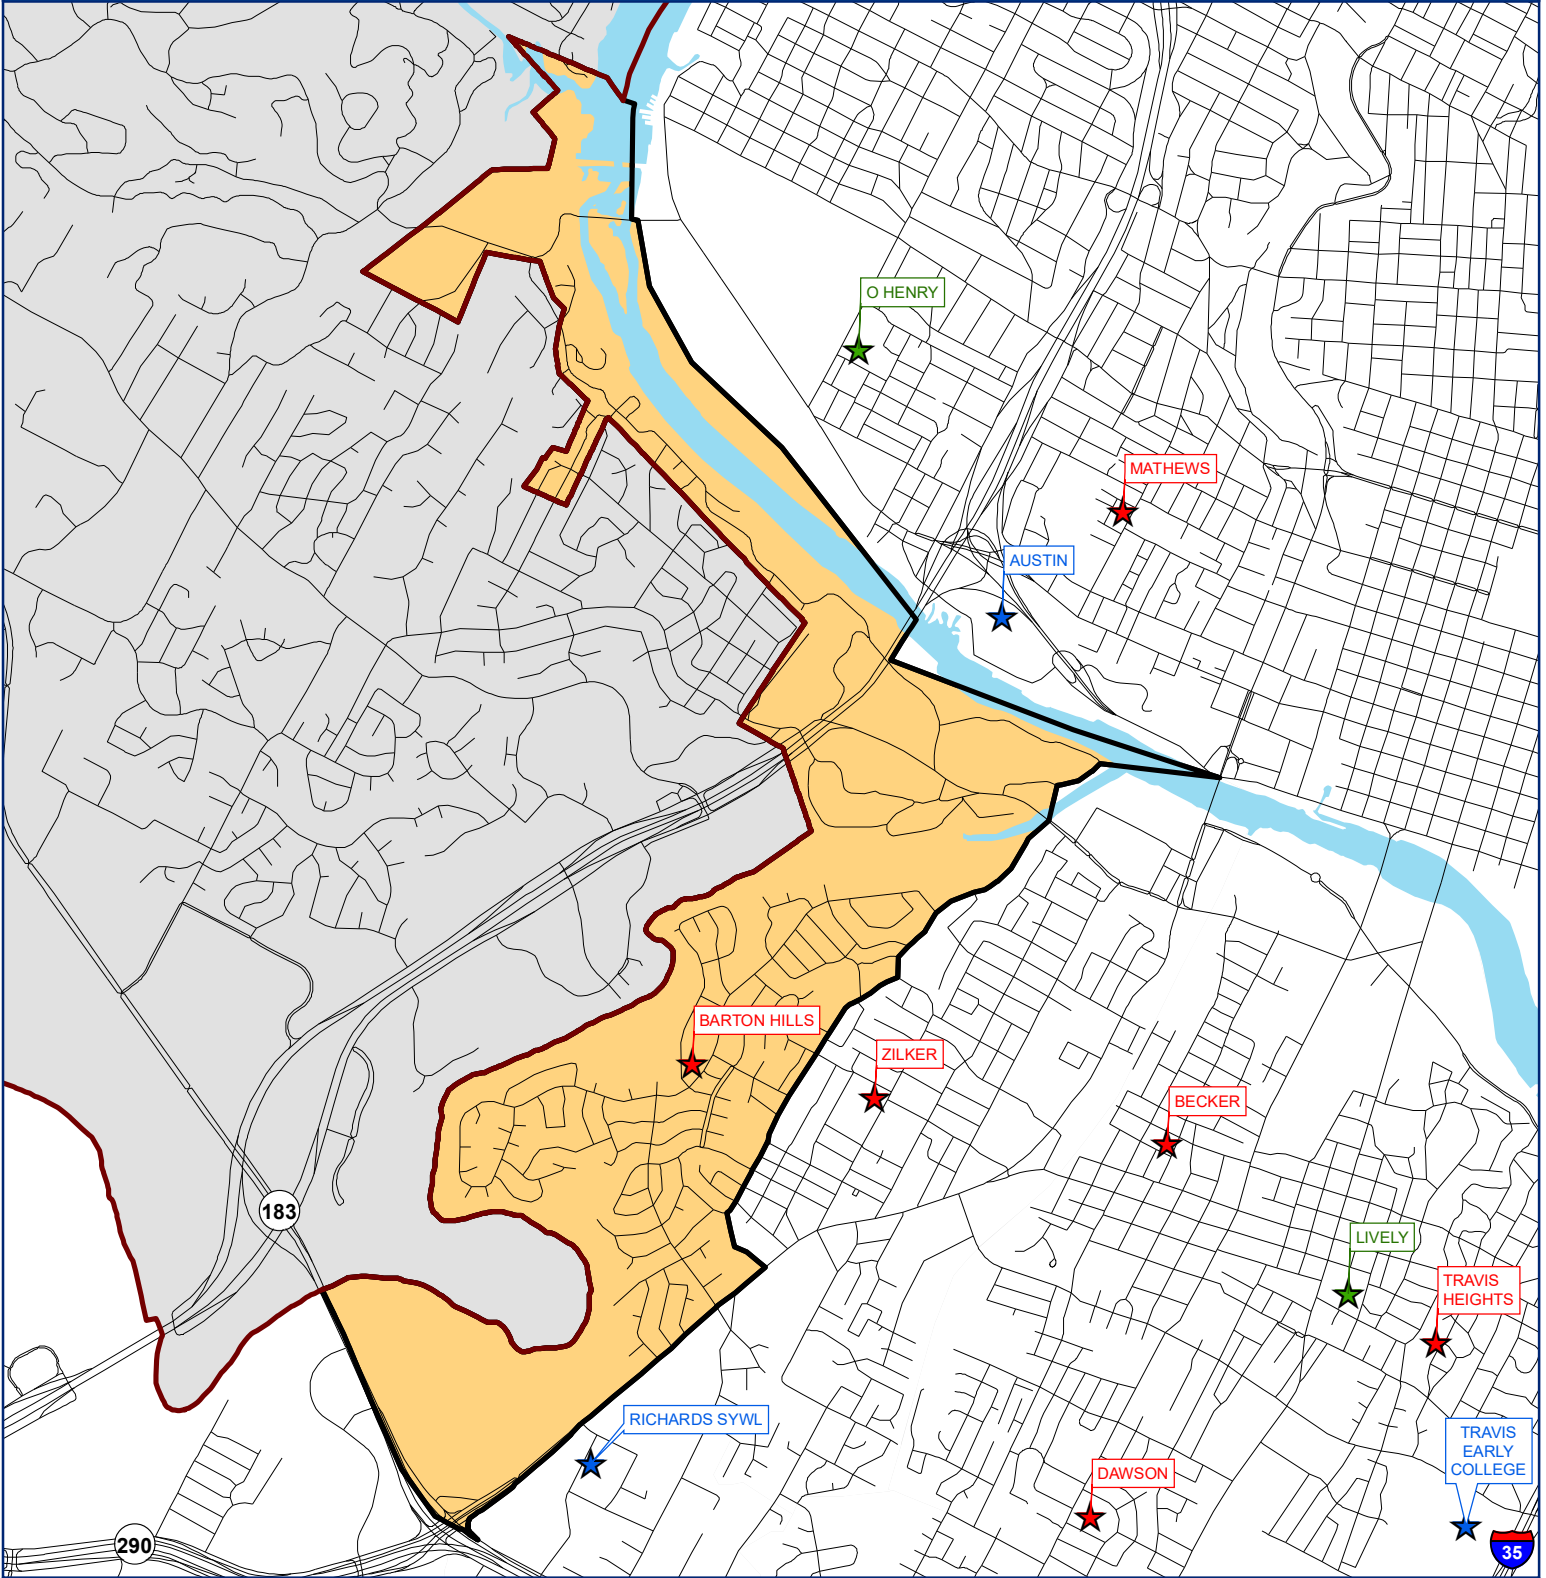 O HENRY
MATHEWS
AUSTIN
BARTON HILLS
ZILKER
BECKER
183
LIVELY
TRAVIS
HEIGHTS
RICHARDS SYWL
TRAVIS
EARLY
COLLEGE
DAWSON
290
35